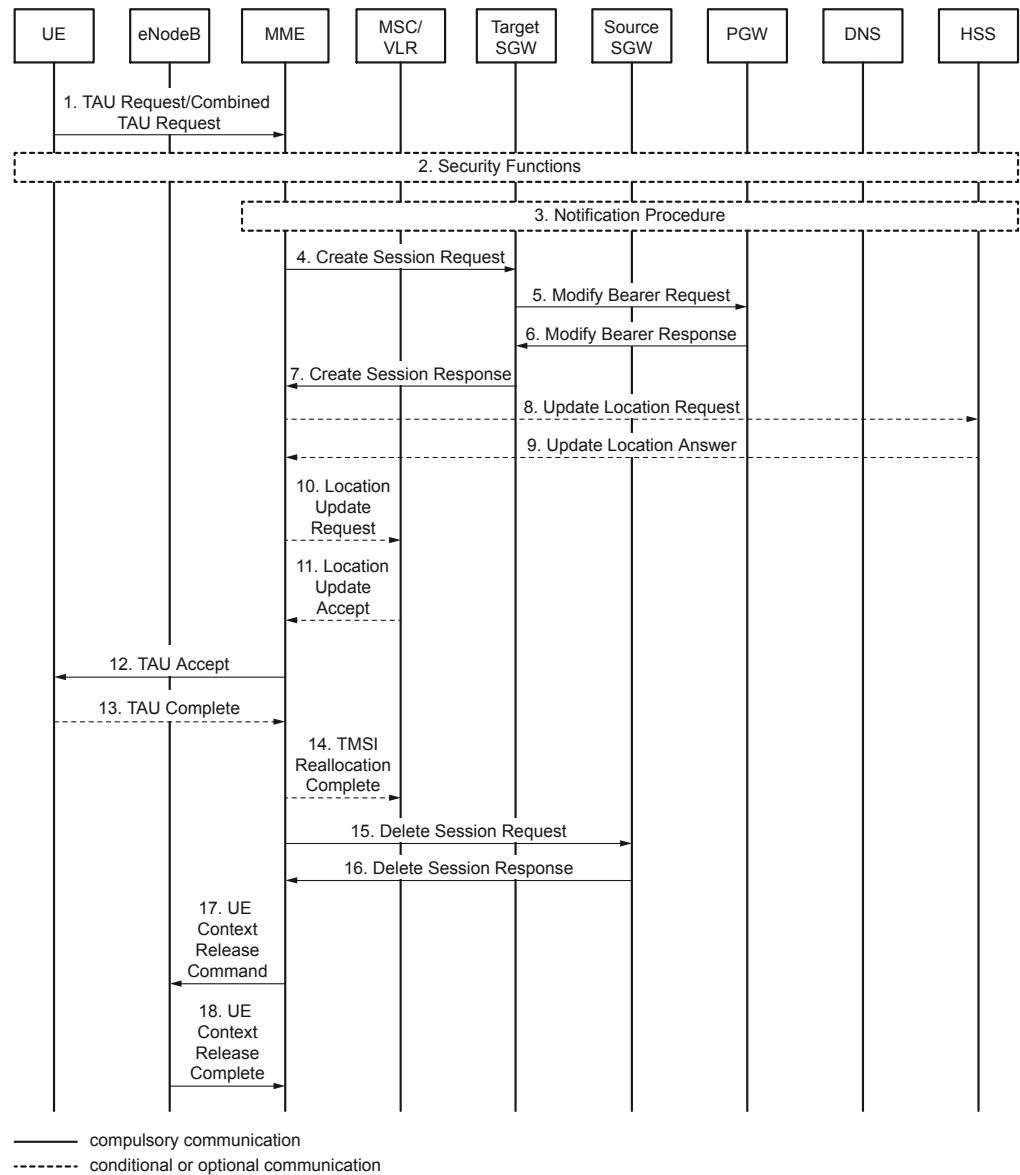 UE
eNodeB
MME
MSC/
VLR
Target
SGW
Source
SGW
PGW
DNS
HSS
1. TAU Request/Combined
TAU Request
2. Security Functions
3. Notification Procedure
4. Create Session Request
5. Modify Bearer Request
6. Modify Bearer Response
7. Create Session Response
8. Update Location Request
9. Update Location Answer
10. Location
Update
Request
11. Location
Update
Accept
12. TAU Accept
13. TAU Complete
14. TMSI
Reallocation
Complete
15. Delete Session Request
16. Delete Session Response
17. UE
Context
Release
Command
18. UE
Context
Release
Complete
compulsory communication
conditional or optional communication